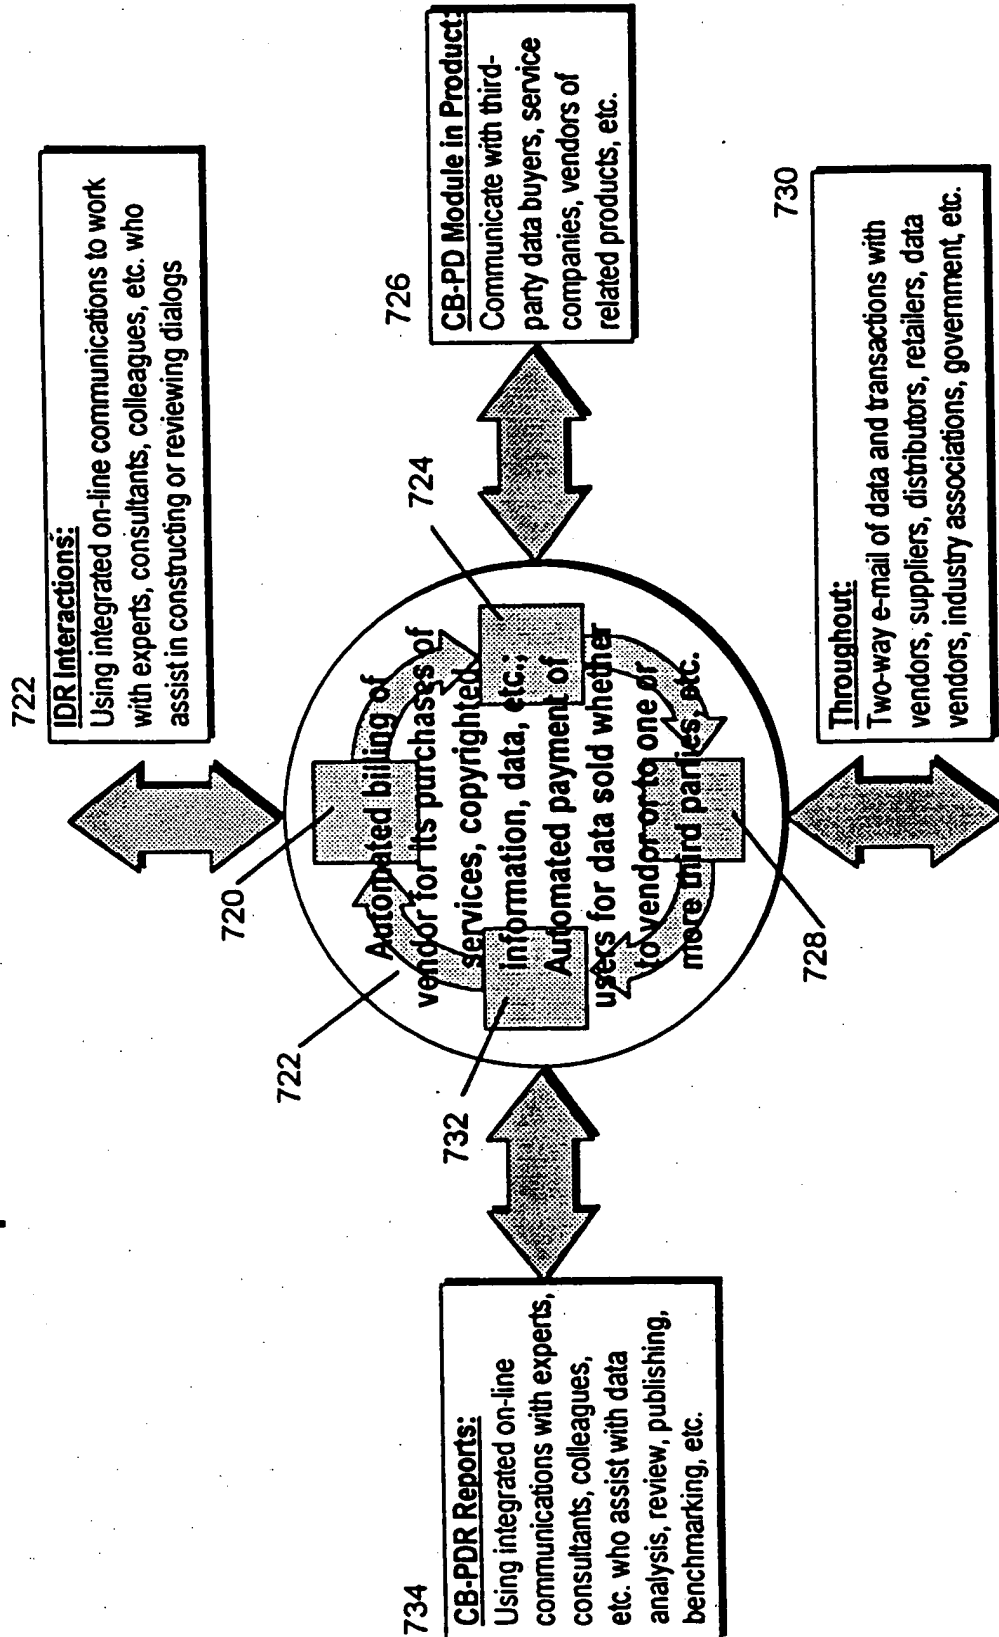 722
IDR Interactions:
Using integrated on-line communications to work
with experts, consultants, colleagues, etc. who
assist in constructing or reviewing dialogs
726
CB-PD Module in Product:
Communicate with third-
party data buyers, service
companies, vendors of
related products, etc.
720
724
722
732
728
Automated billing of
vendor for its purchases of
services, copyrighted
information, data, etc.;
Automated payment of
users for data sold whether
to vendor or to one or
more third parties, etc.
734
CB-PDR Reports:
Using integrated on-line
communications with experts,
consultants, colleagues,
etc. who assist with data
analysis, review, publishing,
benchmarking, etc.
730
Throughout:
Two-way e-mail of data and transactions with
vendors, suppliers, distributors, retailers, data
vendors, industry associations, government, etc.